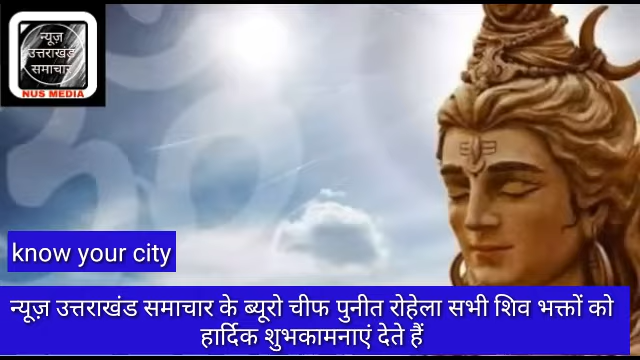 न्यूज़
उत्तराखंड
समाचार
NUS MEDIA
ॐ
know your city
न्यूज़ उत्तराखंड समाचार के ब्यूरो चीफ पुनीत रोहेला सभी शिव भक्तों को
हार्दिक शुभकामनाएं देते हैं